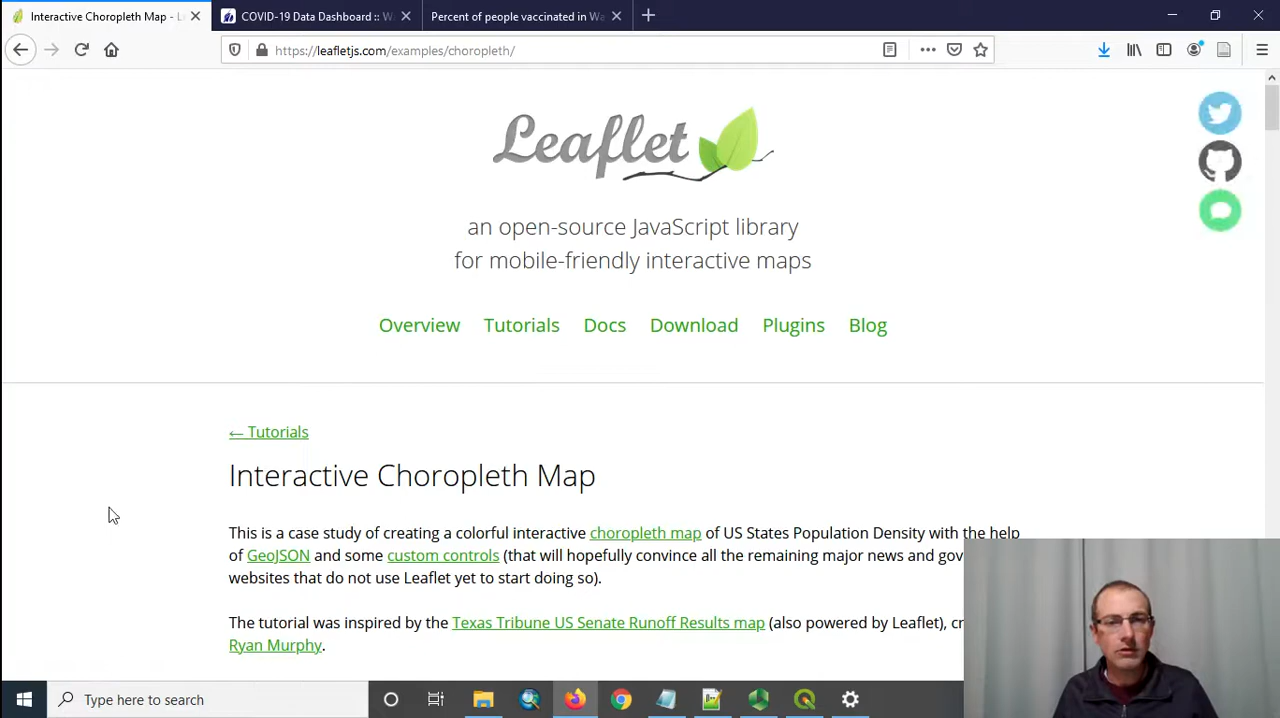 Interactive Choropleth Map - Le
COVID-19 Data Dashboard :: Wa
Percent of people vaccinated in Wa
https://leafletjs.com/examples/choropleth/
Leaflet
an open-source JavaScript library
for mobile-friendly interactive maps
Overview Tutorials Docs Download Plugins Blog
← Tutorials
Interactive Choropleth Map
This is a case study of creating a colorful interactive choropleth map of US States Population Density with the help
of GeoJSON and some custom controls (that will hopefully convince all the remaining major news and gov
websites that do not use Leaflet yet to start doing so).
The tutorial was inspired by the Texas Tribune US Senate Runoff Results map (also powered by Leaflet), cr
Ryan Murphy.
Type here to search